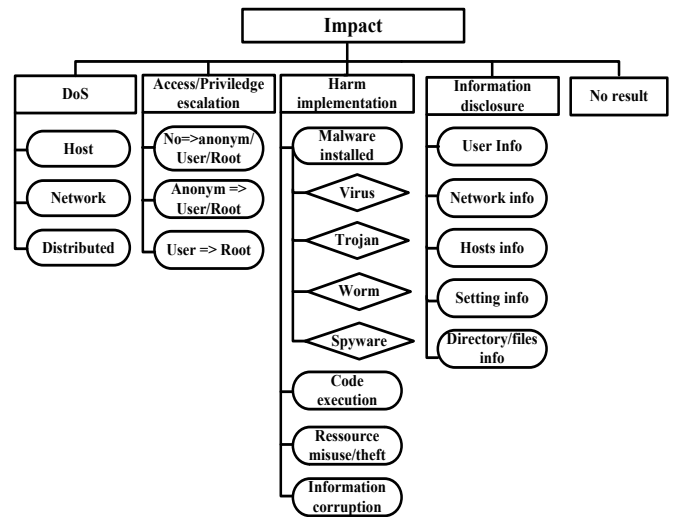 Impact
DoS
Host
Network
Distributed
Access/Priviledge
escalation
No=>anonym/
User/Root
Anonym =>
User/Root
User => Root
Harm
implementation
Malware
installed
Virus
Trojan
Worm
Spyware
Code
execution
Ressource
misuse/theft
Information
corruption
Information
disclosure
User Info
Network info
Hosts info
Setting info
Directory/files
info
No result